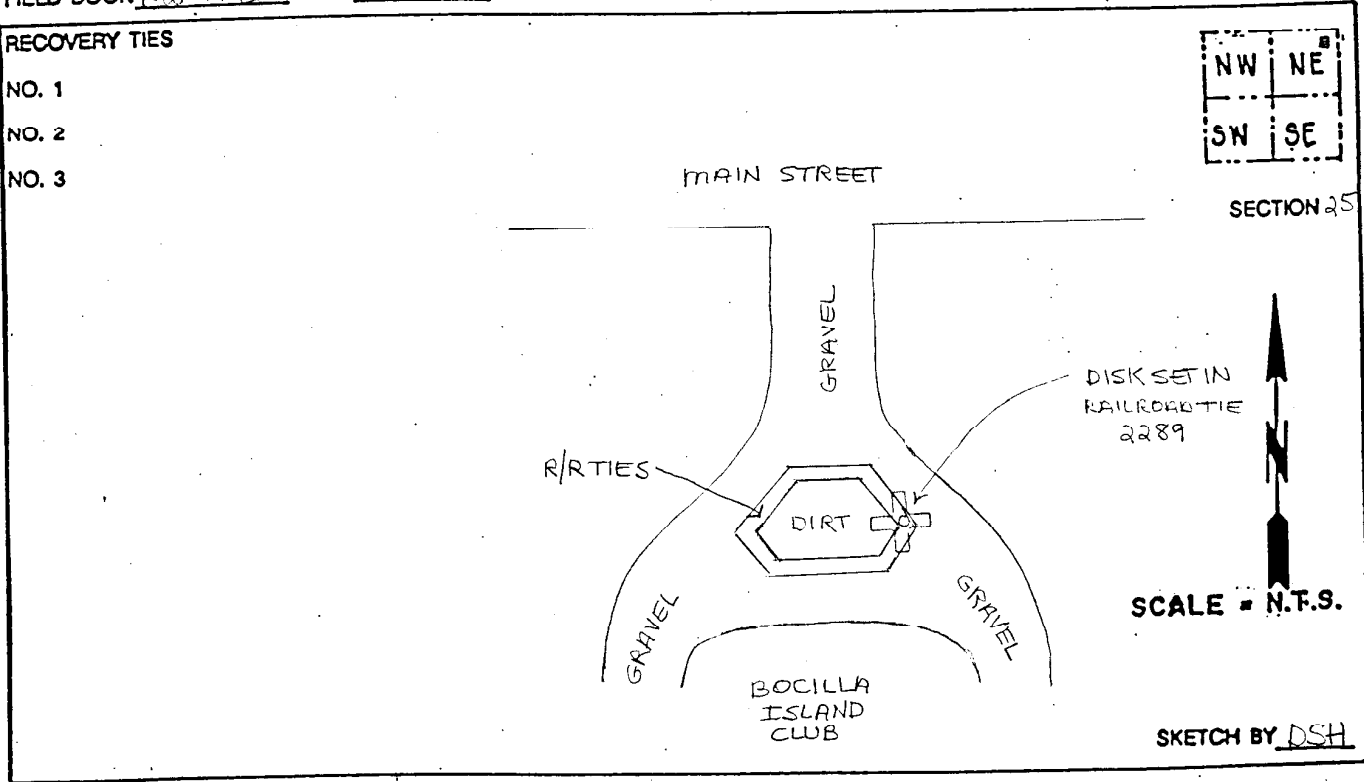 RECOVERY TIES
NO. 1
NO. 2
NO. 3
NW NE
SW SE
SECTION 25
MAIN STREET
GRAVEL
DISK SET IN
RAILROAD TIE
2289
R/R TIES
DIRT
N
GRAVEL
GRAVEL
SCALE = N.T.S.
BOCILLA
ISLAND
CLUB
SKETCH BY DSH